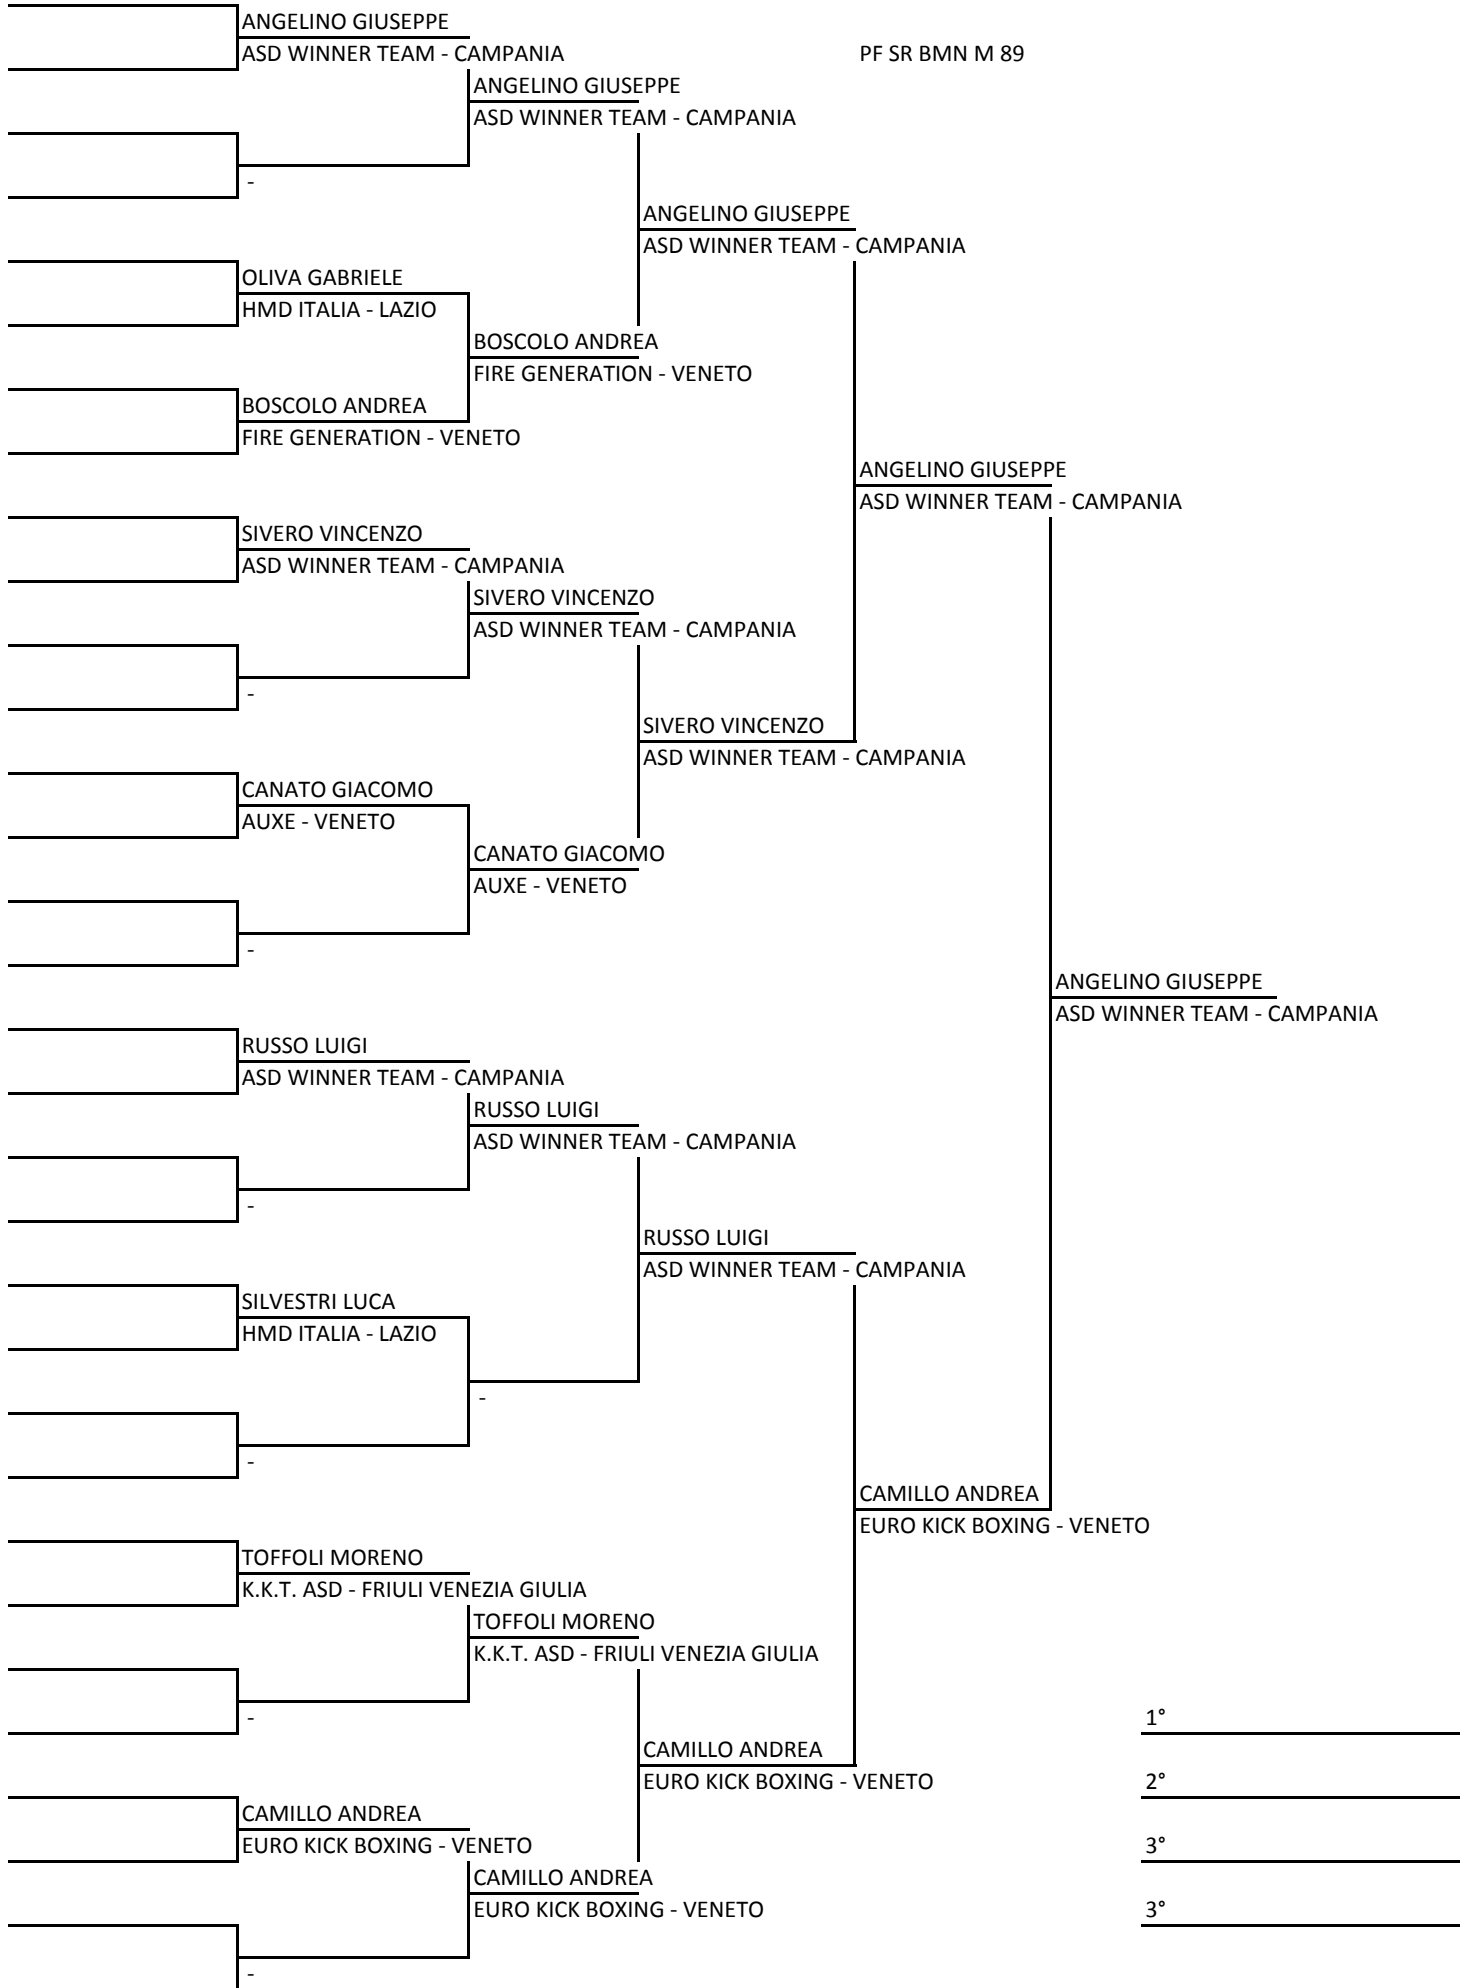 ANGELINO GIUSEPPE
ASD WINNER TEAM - CAMPANIA
PF SR BMN M 89
ANGELINO GIUSEPPE
ASD WINNER TEAM - CAMPANIA
-
ANGELINO GIUSEPPE
ASD WINNER TEAM - CAMPANIA
OLIVA GABRIELE
HMD ITALIA - LAZIO
BOSCOLO ANDREA
FIRE GENERATION - VENETO
BOSCOLO ANDREA
FIRE GENERATION - VENETO
ANGELINO GIUSEPPE
ASD WINNER TEAM - CAMPANIA
SIVERO VINCENZO
ASD WINNER TEAM - CAMPANIA
SIVERO VINCENZO
ASD WINNER TEAM - CAMPANIA
-
SIVERO VINCENZO
ASD WINNER TEAM - CAMPANIA
CANATO GIACOMO
AUXE - VENETO
CANATO GIACOMO
AUXE - VENETO
-
ANGELINO GIUSEPPE
ASD WINNER TEAM - CAMPANIA
RUSSO LUIGI
ASD WINNER TEAM - CAMPANIA
RUSSO LUIGI
ASD WINNER TEAM - CAMPANIA
-
RUSSO LUIGI
ASD WINNER TEAM - CAMPANIA
SILVESTRI LUCA
HMD ITALIA - LAZIO
-
-
CAMILLO ANDREA
EURO KICK BOXING - VENETO
TOFFOLI MORENO
K.K.T. ASD - FRIULI VENEZIA GIULIA
TOFFOLI MORENO
K.K.T. ASD - FRIULI VENEZIA GIULIA
-
1°
CAMILLO ANDREA
EURO KICK BOXING - VENETO
2°
CAMILLO ANDREA
EURO KICK BOXING - VENETO
3°
CAMILLO ANDREA
EURO KICK BOXING - VENETO
3°
-